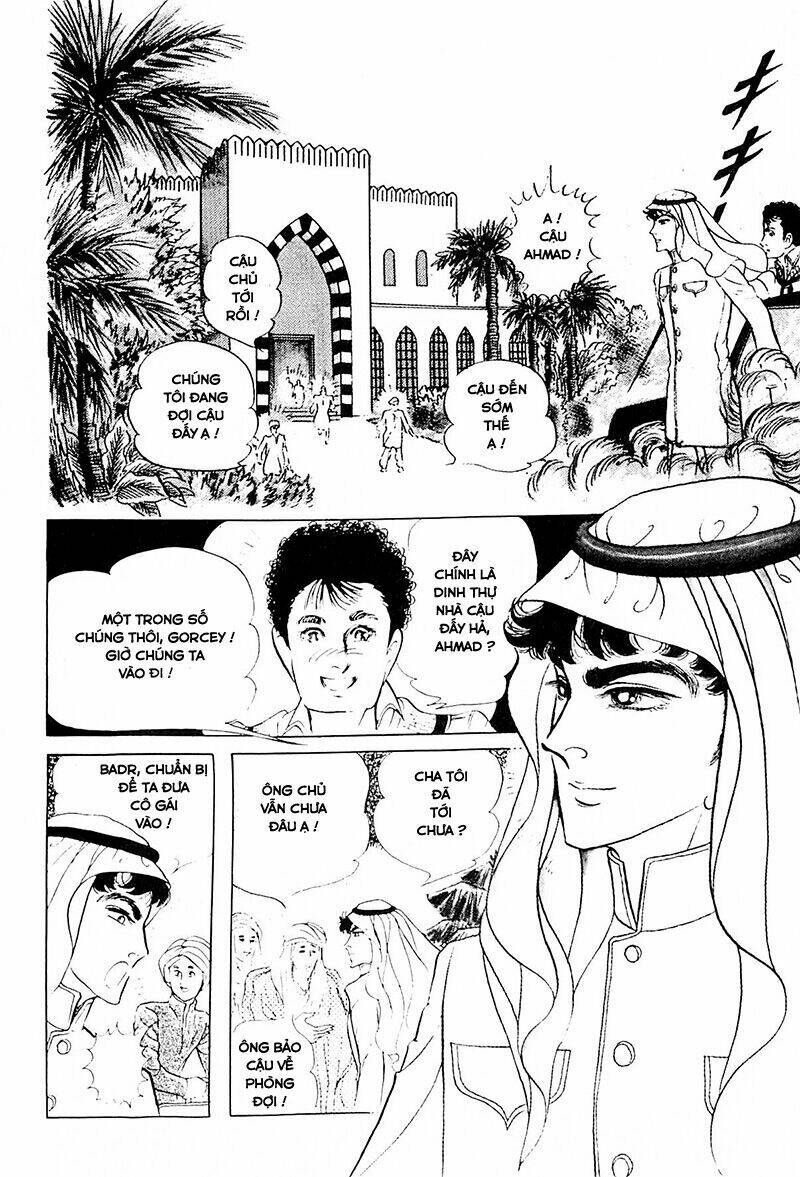 キキ
A !
CẬU
AHMAD !
CẬU ĐẾN
SỚM
THẾ
Ạ !
CẬU CHỦ
TỚI
RỒI !
CHÚNG
TÔI ĐANG
ĐỢI CẬU
ĐẤY Ạ !
ĐÂY
CHÍNH LÀ
DINH THỰ
NHÀ CẬU
ĐẤY HẢ,
AHMAD ?
MỘT TRONG SỐ
CHÚNG THÔI, GORCEY !
GIỜ CHÚNG TA
VÀO ĐI !
CHA TÔI
ĐÃ
TỚI
CHƯA ?
ÔNG CHỦ
VẪN CHƯA
ĐÂU Ạ !
ÔNG BẢO
CẬU VỀ
PHÒNG
ĐỢI !
BADR, CHUẨN BỊ
ĐỂ TA ĐƯA
CÔ GÁI
VÀO !